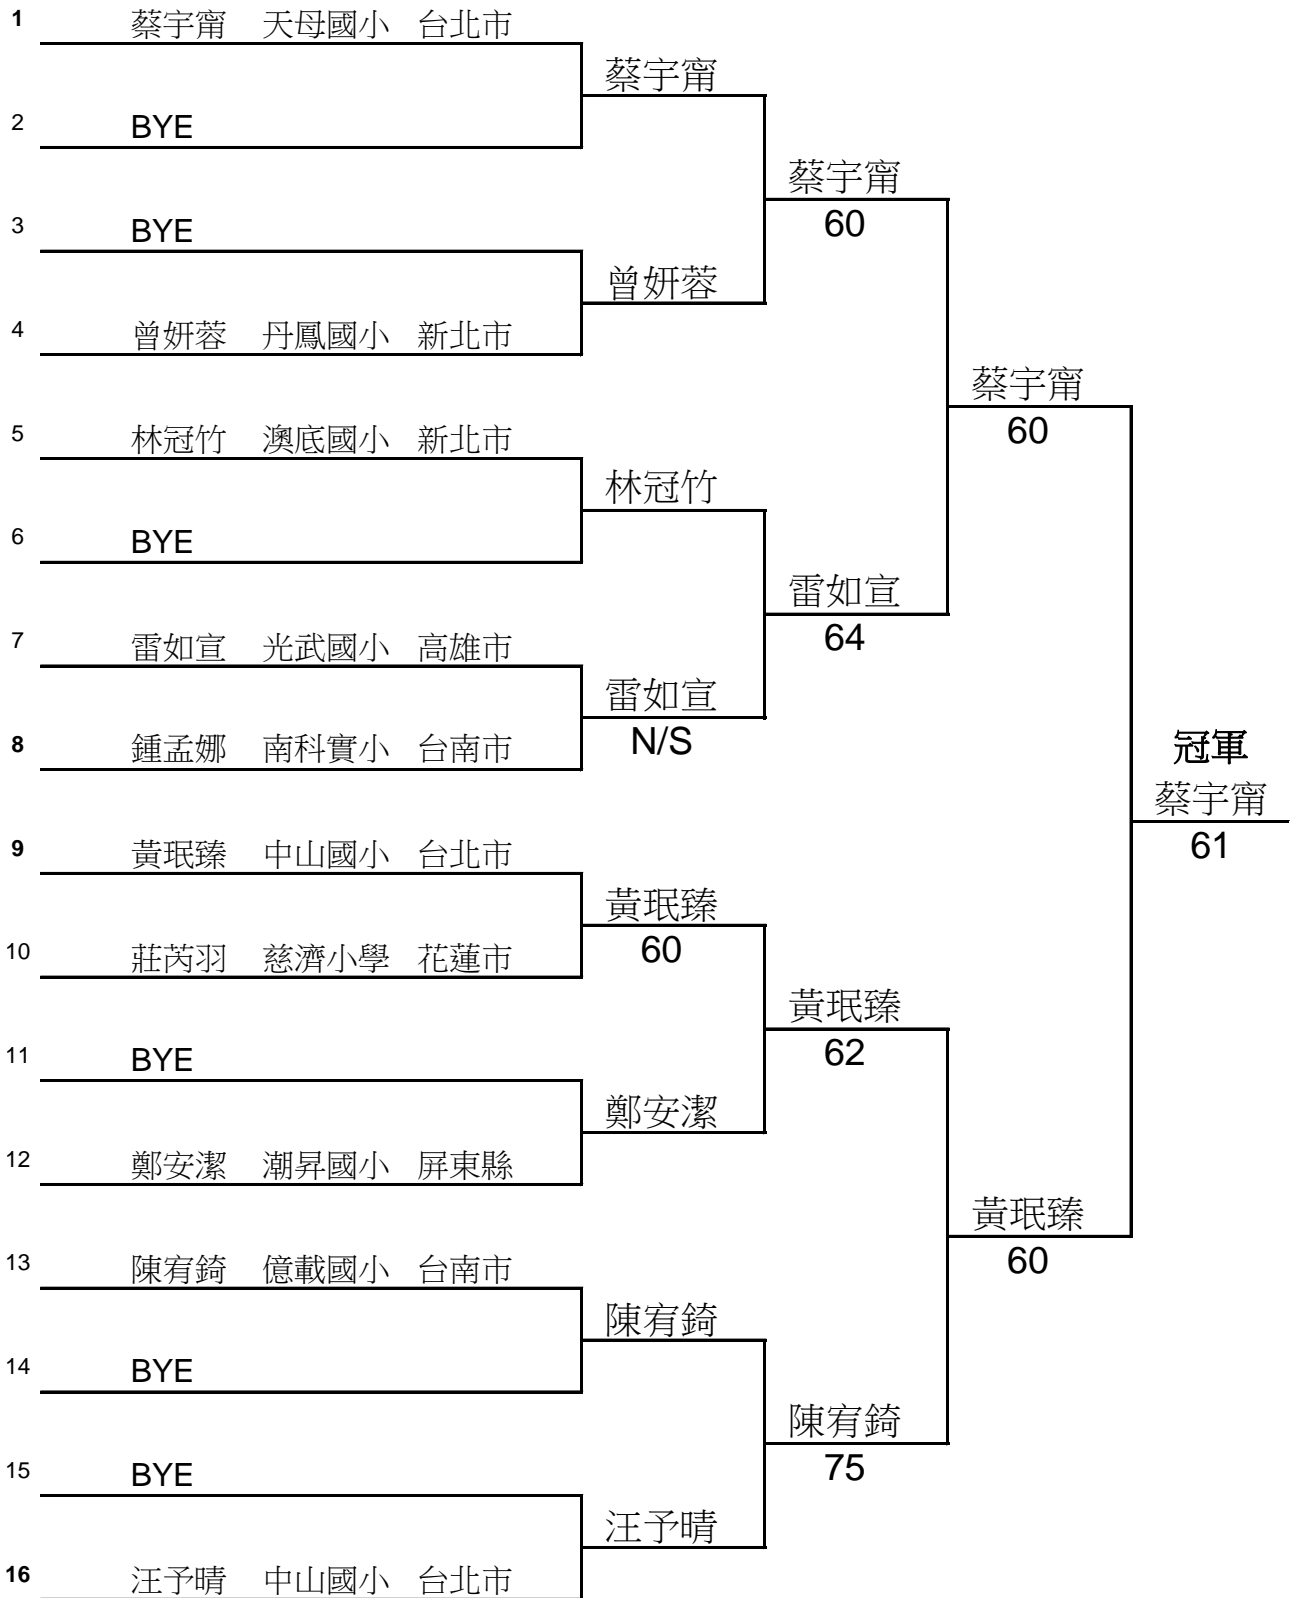 1 蔡宇甯 天母國小 台北市
蔡宇甯
2 BYE
蔡宇甯
60
3 BYE
曾妍蓉
4 曾妍蓉 丹鳳國小 新北市
蔡宇甯
60
5 林冠竹 澳底國小 新北市
林冠竹
6 BYE
雷如宣
64
7 雷如宣 光武國小 高雄市
雷如宣
N/S
8 鍾孟娜 南科實小 台南市
冠軍
蔡宇甯
61
9 黃珉臻 中山國小 台北市
黃珉臻
60
10 莊芮羽 慈濟小學 花蓮市
黃珉臻
62
11 BYE
鄭安潔
12 鄭安潔 潮昇國小 屏東縣
黃珉臻
60
13 陳宥錡 億載國小 台南市
陳宥錡
14 BYE
陳宥錡
75
15 BYE
汪予晴
16 汪予晴 中山國小 台北市